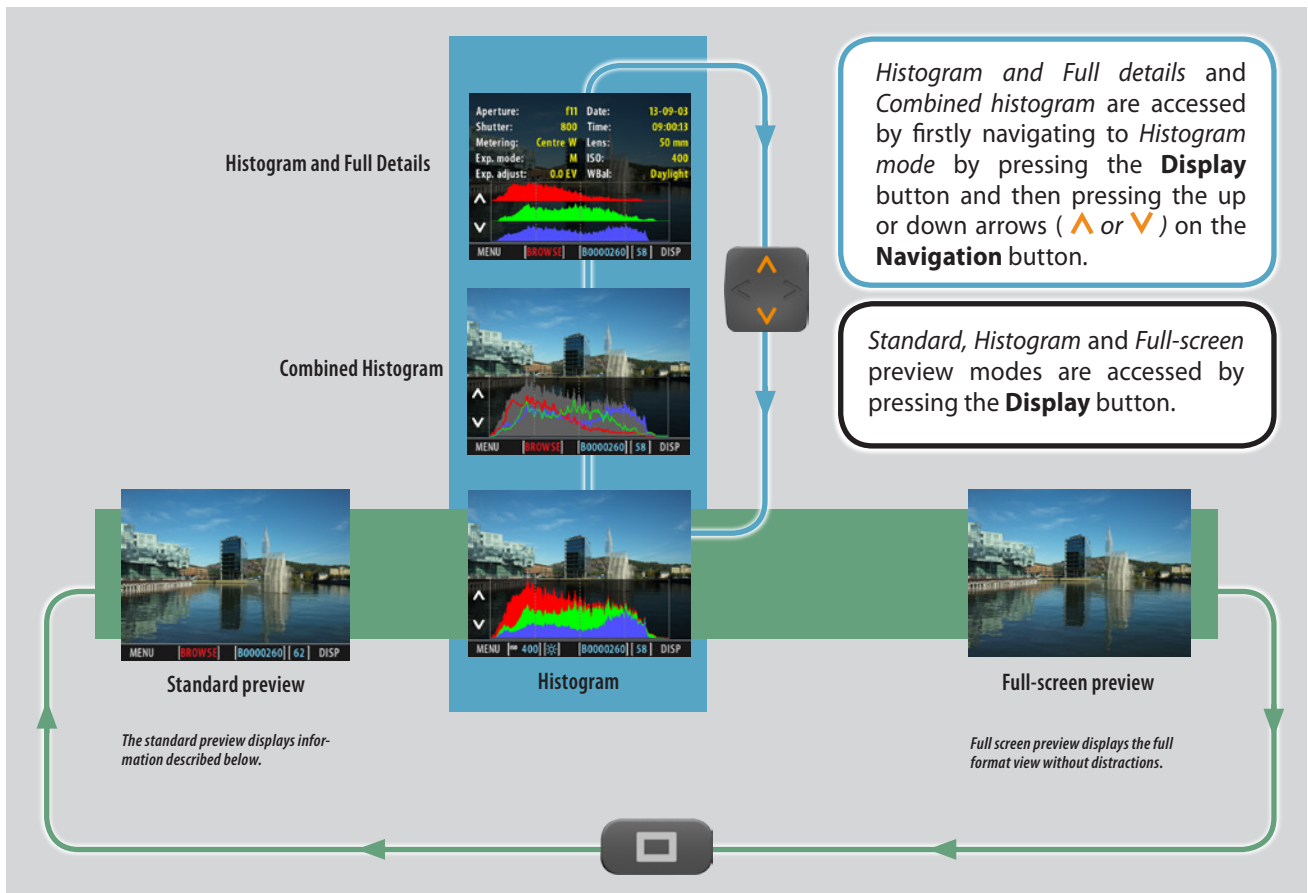 Histogram and Full details and
Combined histogram are accessed
by firstly navigating to Histogram
mode by pressing the Display
button and then pressing the up
or down arrows ( ∧ or ∨ ) on the
Navigation button.
Standard, Histogram and Full-screen
preview modes are accessed by
pressing the Display button.
Histogram and Full Details
Aperture: f11 Date: 13-09-03
Shutter: 800 Time: 09:00:13
Metering: Centre W Lens: 50 mm
Exp. mode: M ISO: 400
Exp. adjust: 0.0 EV WBal: Daylight
MENU [BROWSE] [B0000260][ 58 ] DISP
Combined Histogram
MENU [BROWSE] [B0000260][ 58 ] DISP
MENU [BROWSE] [B0000260][ 62 ] DISP
Standard preview
The standard preview displays infor-
mation described below.
MENU [ISO 400][ ] [B0000260][ 58 ] DISP
Histogram
Full-screen preview
Full screen preview displays the full
format view without distractions.